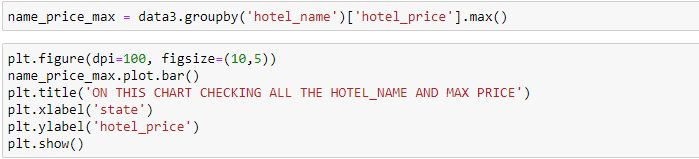 name_price_max = data3.groupby('hotel_name')['hotel_price'].max()
plt.figure(dpi=100, figsize=(10,5))
name_price_max.plot.bar()
plt.title('ON THIS CHART CHECKING ALL THE HOTEL_NAME AND MAX PRICE')
plt.xlabel('state')
plt.ylabel('hotel_price')
plt.show()